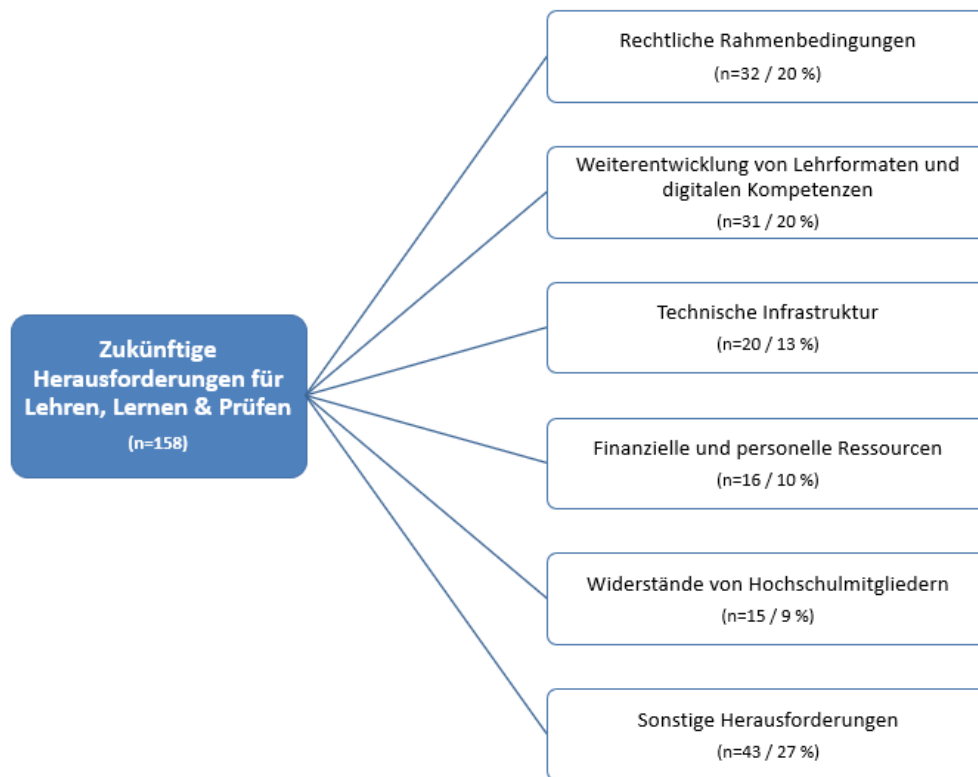 Rechtliche Rahmenbedingungen
(n=32 / 20 %)
Weiterentwicklung von Lehrformaten und
digitalen Kompetenzen
(n=31 / 20 %)
Technische Infrastruktur
(n=20 / 13 %)
Zukünftige
Herausforderungen für
Lehren, Lernen & Prüfen
(n=158)
Finanzielle und personelle Ressourcen
(n=16 / 10 %)
Widerstände von Hochschulmitgliedern
(n=15 / 9 %)
Sonstige Herausforderungen
(n=43 / 27 %)